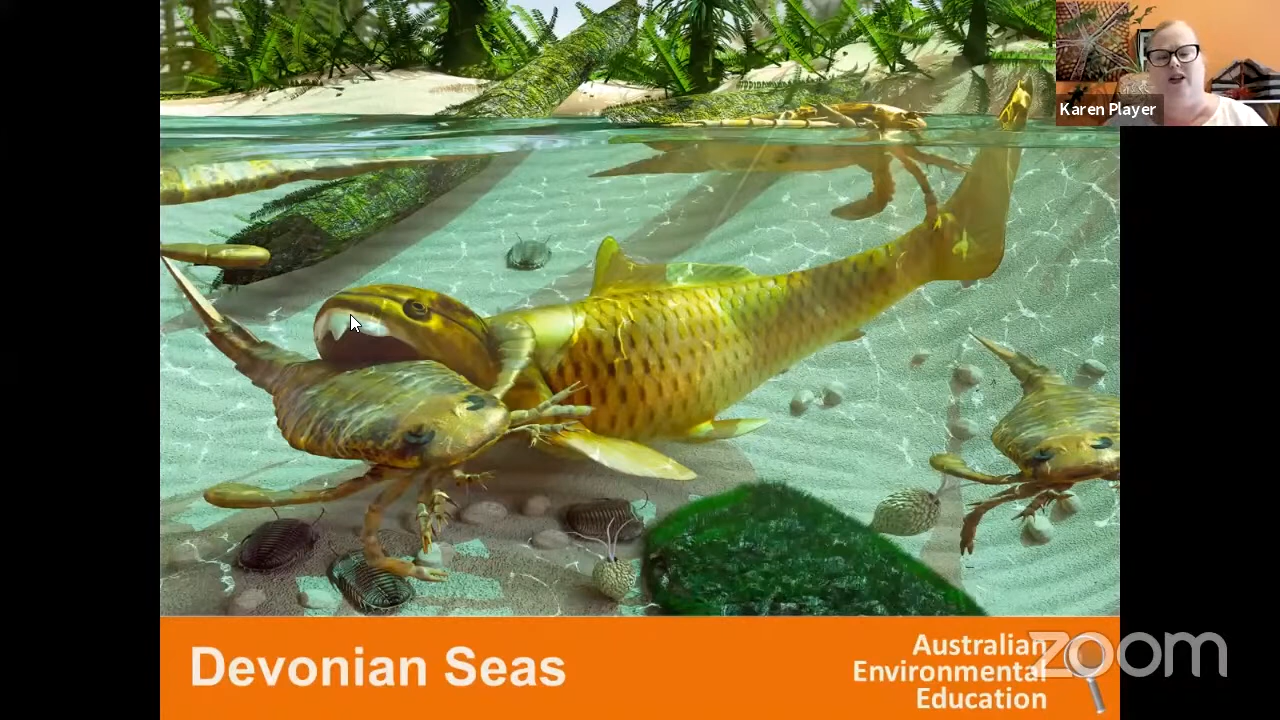 Karen Player
Devonian Seas
Australian
Environmental
Education
zoom